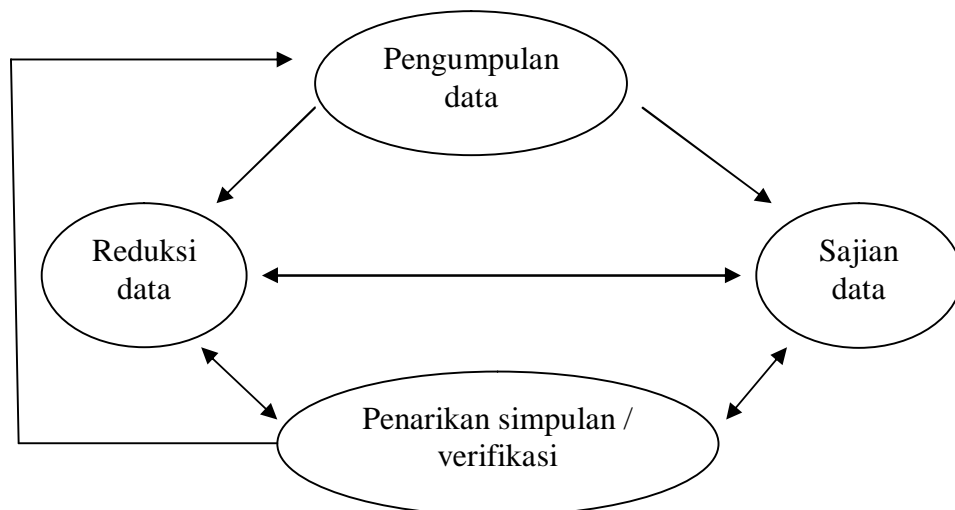 Pengumpulan
data
Reduksi
data
Sajian
data
Penarikan simpulan /
verifikasi